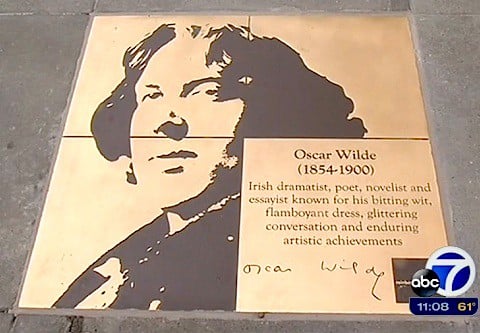 Oscar Wilde
(1854-1900)
Irish dramatist, poet, novelist and
essayist known for his bitting wit,
flamboyant dress, glittering
conversation and enduring
artistic achievements
Oscar Wilde
abc 7
11:08 61°